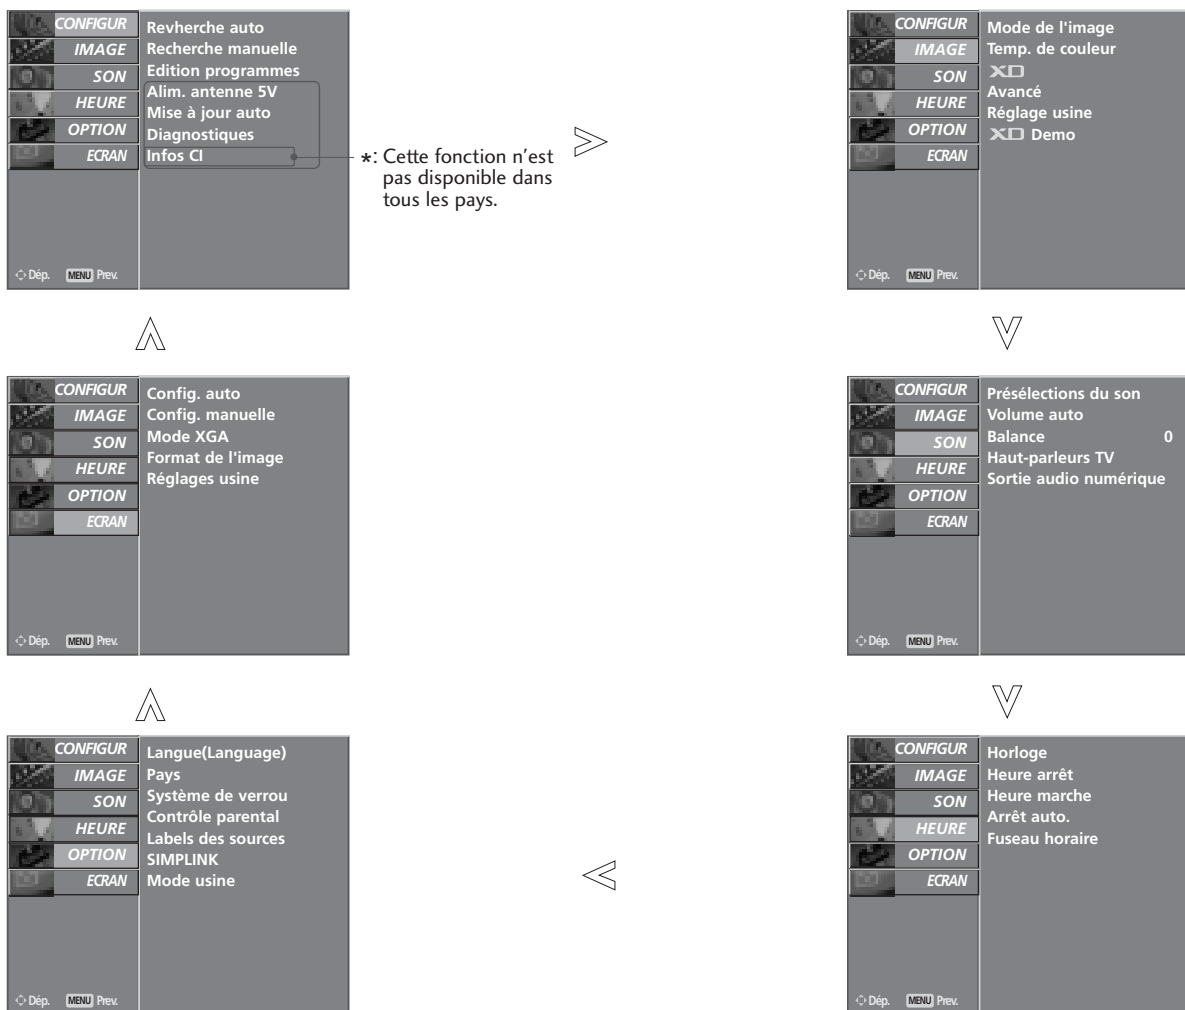 CONFIGUR
IMAGE
SON
HEURE
OPTION
ECRAN
Revherche auto
Recherche manuelle
Edition programmes
Alim. antenne 5V
Mise à jour auto
Diagnostiques
Infos CI
Dép. MENU Prev.
*: Cette fonction n'est
pas disponible dans
tous les pays.
CONFIGUR
IMAGE
SON
HEURE
OPTION
ECRAN
Mode de l'image
Temp. de couleur
XD
Avancé
Réglage usine
XD Demo
Dép. MENU Prev.
CONFIGUR
IMAGE
SON
HEURE
OPTION
ECRAN
Config. auto
Config. manuelle
Mode XGA
Format de l'image
Réglages usine
Dép. MENU Prev.
CONFIGUR
IMAGE
SON
HEURE
OPTION
ECRAN
Présélections du son
Volume auto
Balance 0
Haut-parleurs TV
Sortie audio numérique
Dép. MENU Prev.
CONFIGUR
IMAGE
SON
HEURE
OPTION
ECRAN
Langue(Language)
Pays
Système de verrou
Contrôle parental
Labels des sources
SIMPLINK
Mode usine
Dép. MENU Prev.
CONFIGUR
IMAGE
SON
HEURE
OPTION
ECRAN
Horloge
Heure arrêt
Heure marche
Arrêt auto.
Fuseau horaire
Dép. MENU Prev.